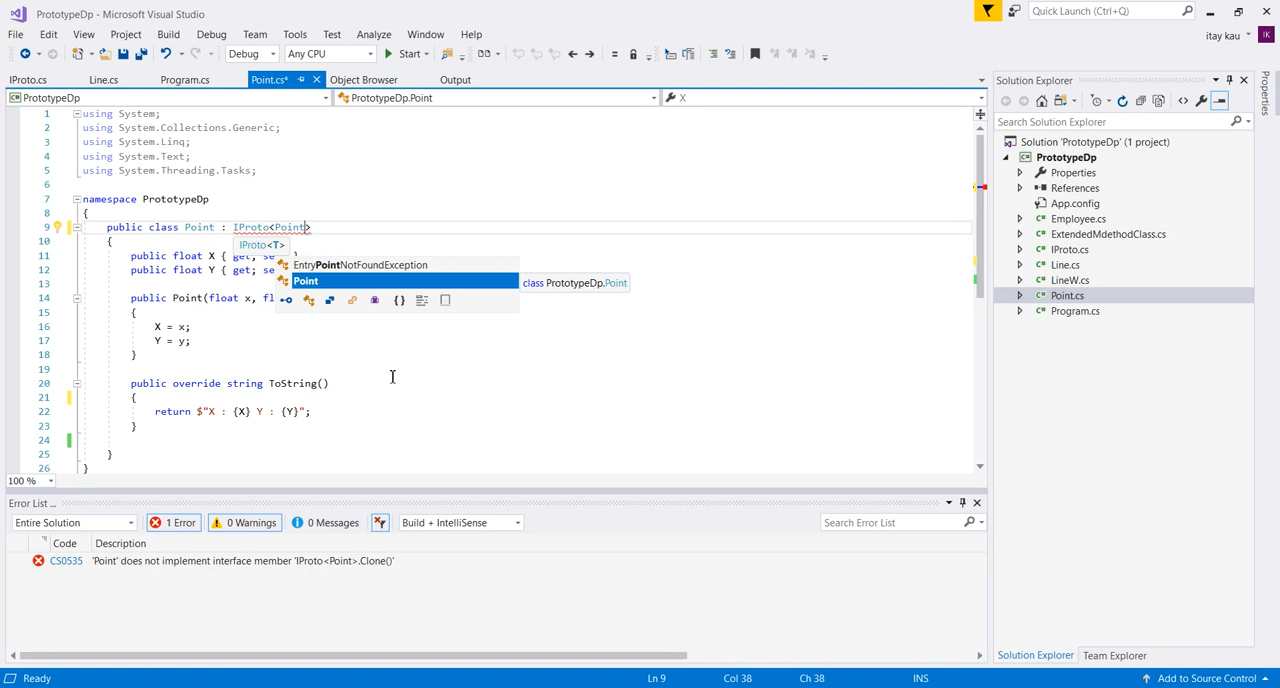 PrototypeDp - Microsoft Visual Studio
Quick Launch (Ctrl+Q)
File Edit View Project Build Debug Team Tools Test Analyze Window Help
itay kau
IK
Debug Any CPU Start
IProto.cs Line.cs Program.cs Point.cs* Object Browser Output
PrototypeDp PrototypeDp.Point X
1 using System;
2 using System.Collections.Generic;
3 using System.Linq;
4 using System.Text;
5 using System.Threading.Tasks;
6
7 namespace PrototypeDp
8 {
9 public class Point : IProto<Point>
IProto<T>
10 {
11 public float X { get; se
EntryPointNotFoundException
12 public float Y { get; se
Point
class PrototypeDp.Point
13
14 public Point(float x, fl
15 {
16 X = x;
17 Y = y;
18 }
19
20 public override string ToString()
21 {
22 return $"X : {X} Y : {Y}";
23 }
24
25 }
26 }
100 %
Error List ...
Entire Solution 1 Error 0 Warnings 0 Messages Build + IntelliSense Search Error List
Code Description
CS0535 'Point' does not implement interface member 'IProto<Point>.Clone()'
Solution Explorer
Search Solution Explorer
Solution 'PrototypeDp' (1 project)
PrototypeDp
Properties
References
App.config
Employee.cs
ExtendedMdethodClass.cs
IProto.cs
Line.cs
LineW.cs
Point.cs
Program.cs
Solution Explorer Team Explorer
Properties
Ready Ln 9 Col 38 Ch 38 INS Add to Source Control